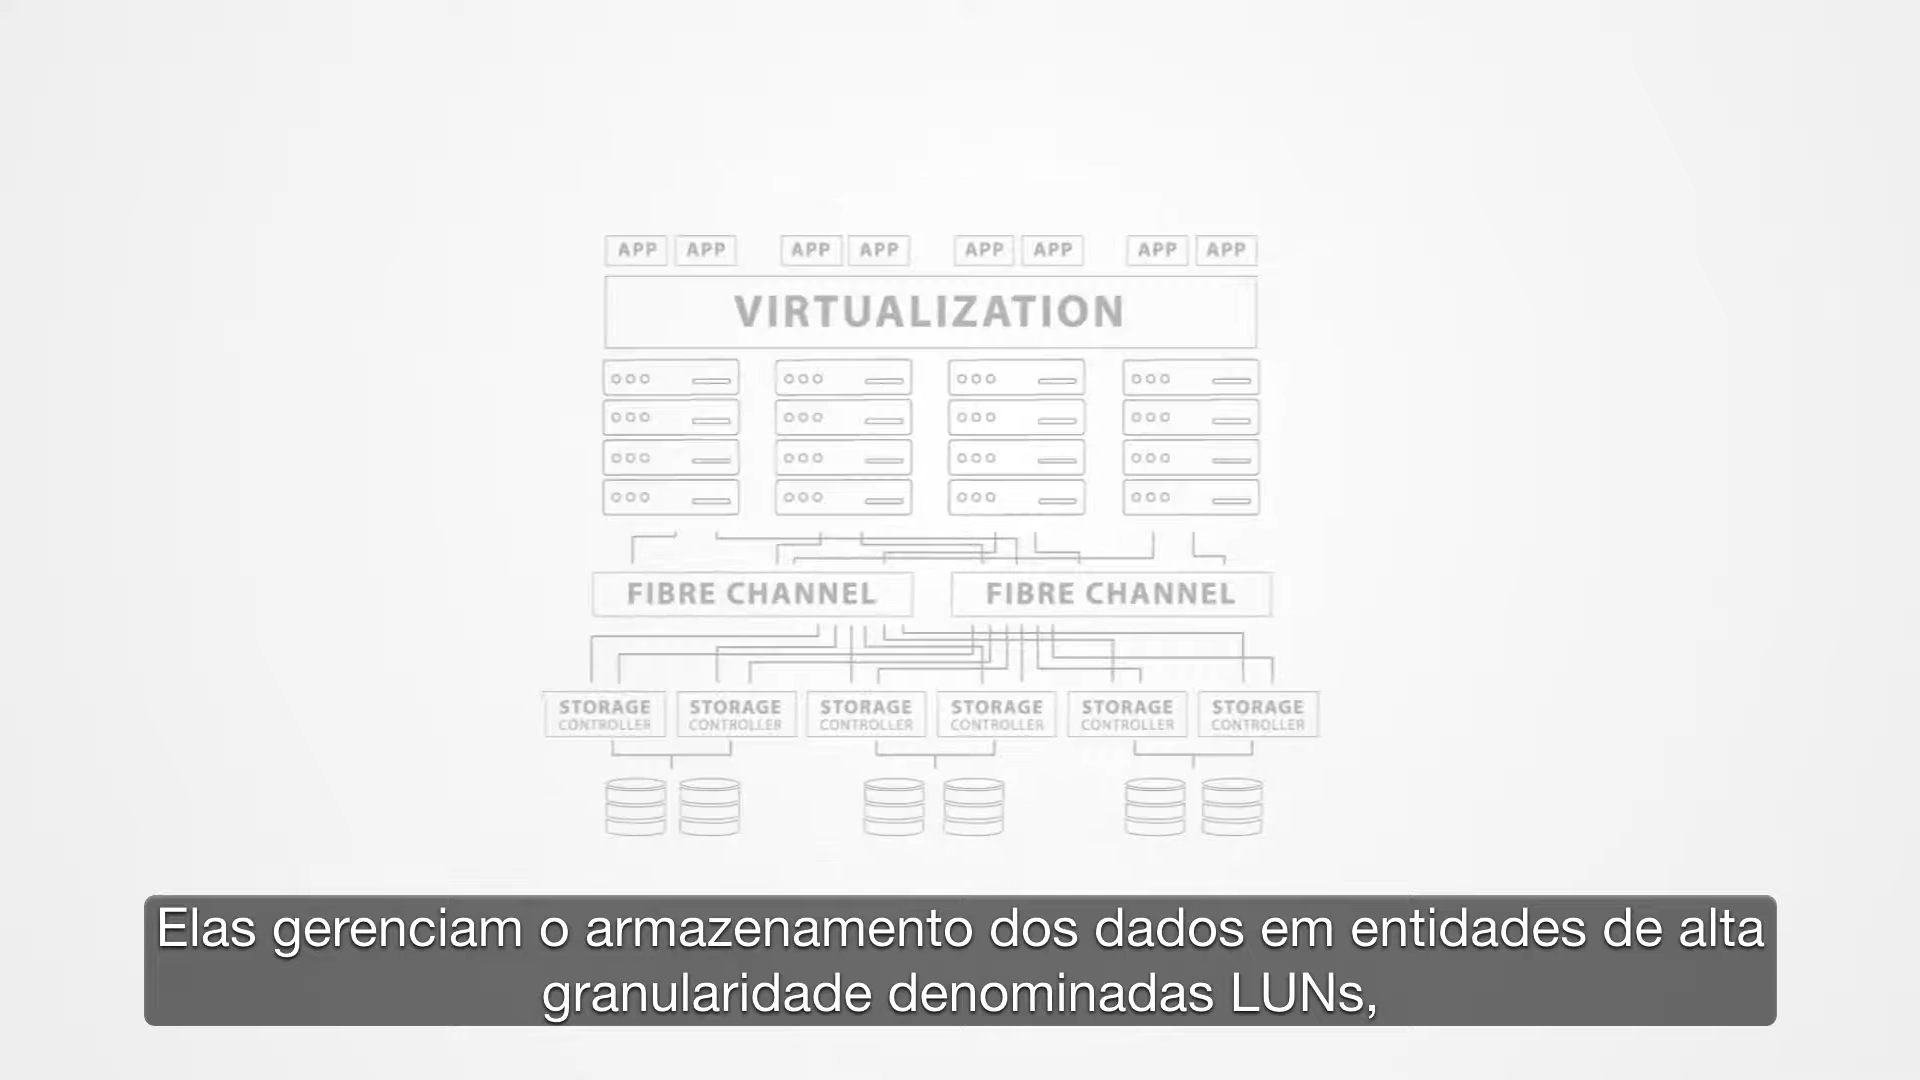 APP APP APP APP APP APP APP APP
VIRTUALIZATION
FIBRE CHANNEL FIBRE CHANNEL
STORAGE STORAGE STORAGE STORAGE STORAGE STORAGE
CONTROLLER CONTROLLER CONTROLLER CONTROLLER CONTROLLER CONTROLLER
Elas gerenciam o armazenamento dos dados em entidades de alta
granularidade denominadas LUNs,